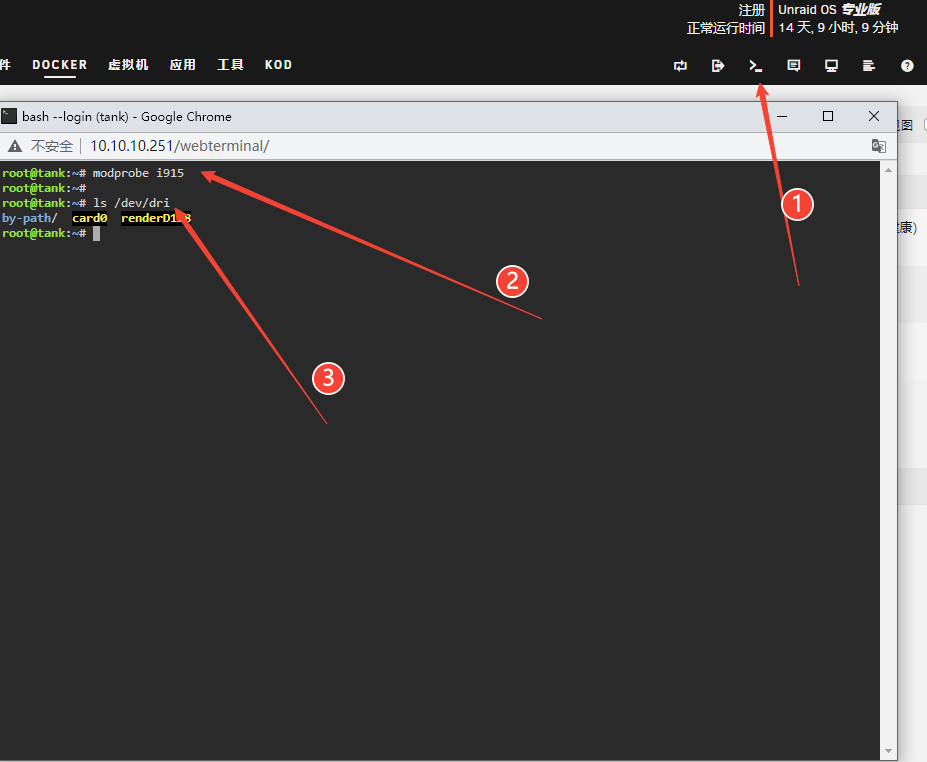 注册 Unraid OS 专业版
正常运行时间 14 天, 9 小时, 9 分钟
件 DOCKER 虚拟机 应用 工具 KOD
bash --login (tank) - Google Chrome
不安全 10.10.10.251/webterminal/
图
root@tank:~# modprobe i915
root@tank:~#
root@tank:~# ls /dev/dri
by-path/ card0 renderD128
root@tank:~#
1
康)
2
3